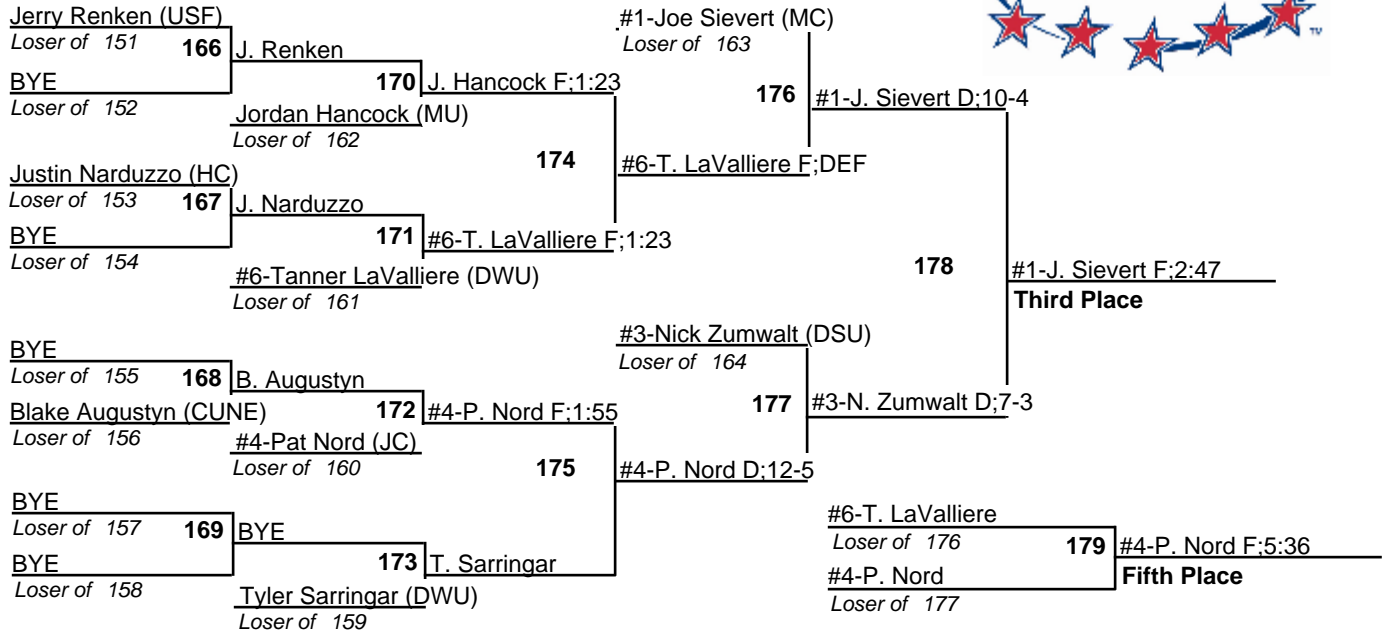 Jerry Renken (USF)
Loser of 151
166
J. Renken
BYE
Loser of 152
170
J. Hancock F;1:23
Jordan Hancock (MU)
Loser of 162
174
Justin Narduzzo (HC)
Loser of 153
167
J. Narduzzo
BYE
Loser of 154
171
#6-T. LaValliere F;1:23
#6-Tanner LaValliere (DWU)
Loser of 161
#1-Joe Sievert (MC)
Loser of 163
176
#1-J. Sievert D;10-4
#6-T. LaValliere F;DEF
178
#1-J. Sievert F;2:47
Third Place
BYE
Loser of 155
168
B. Augustyn
Blake Augustyn (CUNE)
Loser of 156
172
#4-P. Nord F;1:55
#4-Pat Nord (JC)
Loser of 160
175
BYE
Loser of 157
169
BYE
BYE
Loser of 158
173
T. Sarringar
Tyler Sarringar (DWU)
Loser of 159
#3-Nick Zumwalt (DSU)
Loser of 164
177
#3-N. Zumwalt D;7-3
#4-P. Nord D;12-5
#6-T. LaValliere
Loser of 176
179
#4-P. Nord F;5:36
#4-P. Nord
Fifth Place
Loser of 177
TM